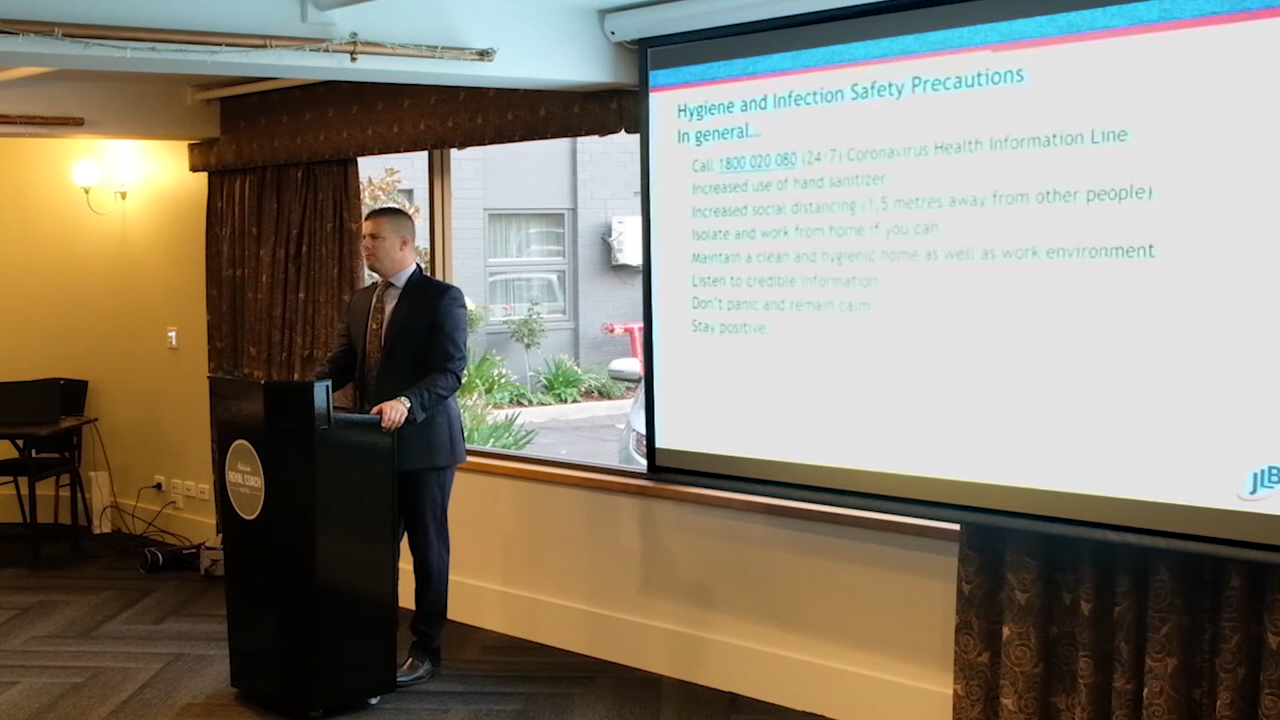 Hygiene and Infection Safety Precautions
In general...
Call 1800 020 080 (24/7) Coronavirus Health Information Line
Increased use of hand sanitizer
Increased social distancing (1.5 metres away from other people)
Isolate and work from home if you can
Maintain a clean and hygienic home as well as work environment
Listen to credible information
Don't panic and remain calm
Stay positive
JLB
ROYAL COACH